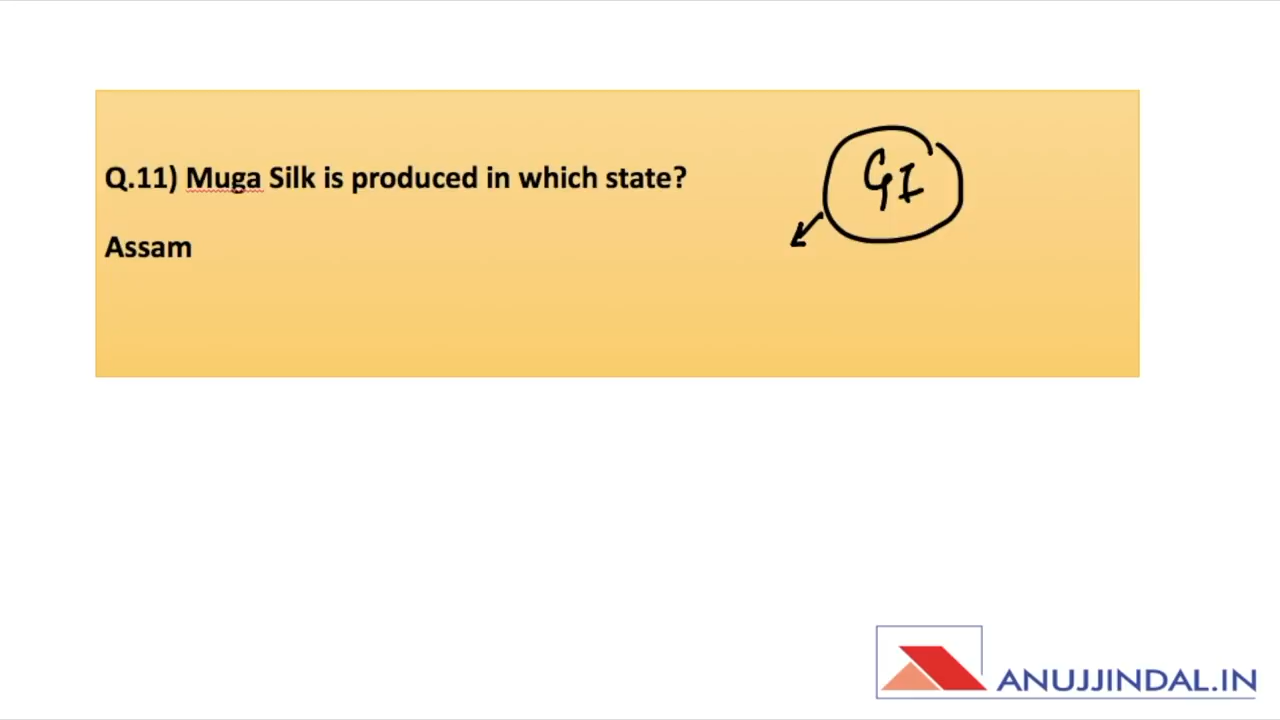 Q.11) Muga Silk is produced in which state?
GI
Assam
ANUJJINDAL.IN